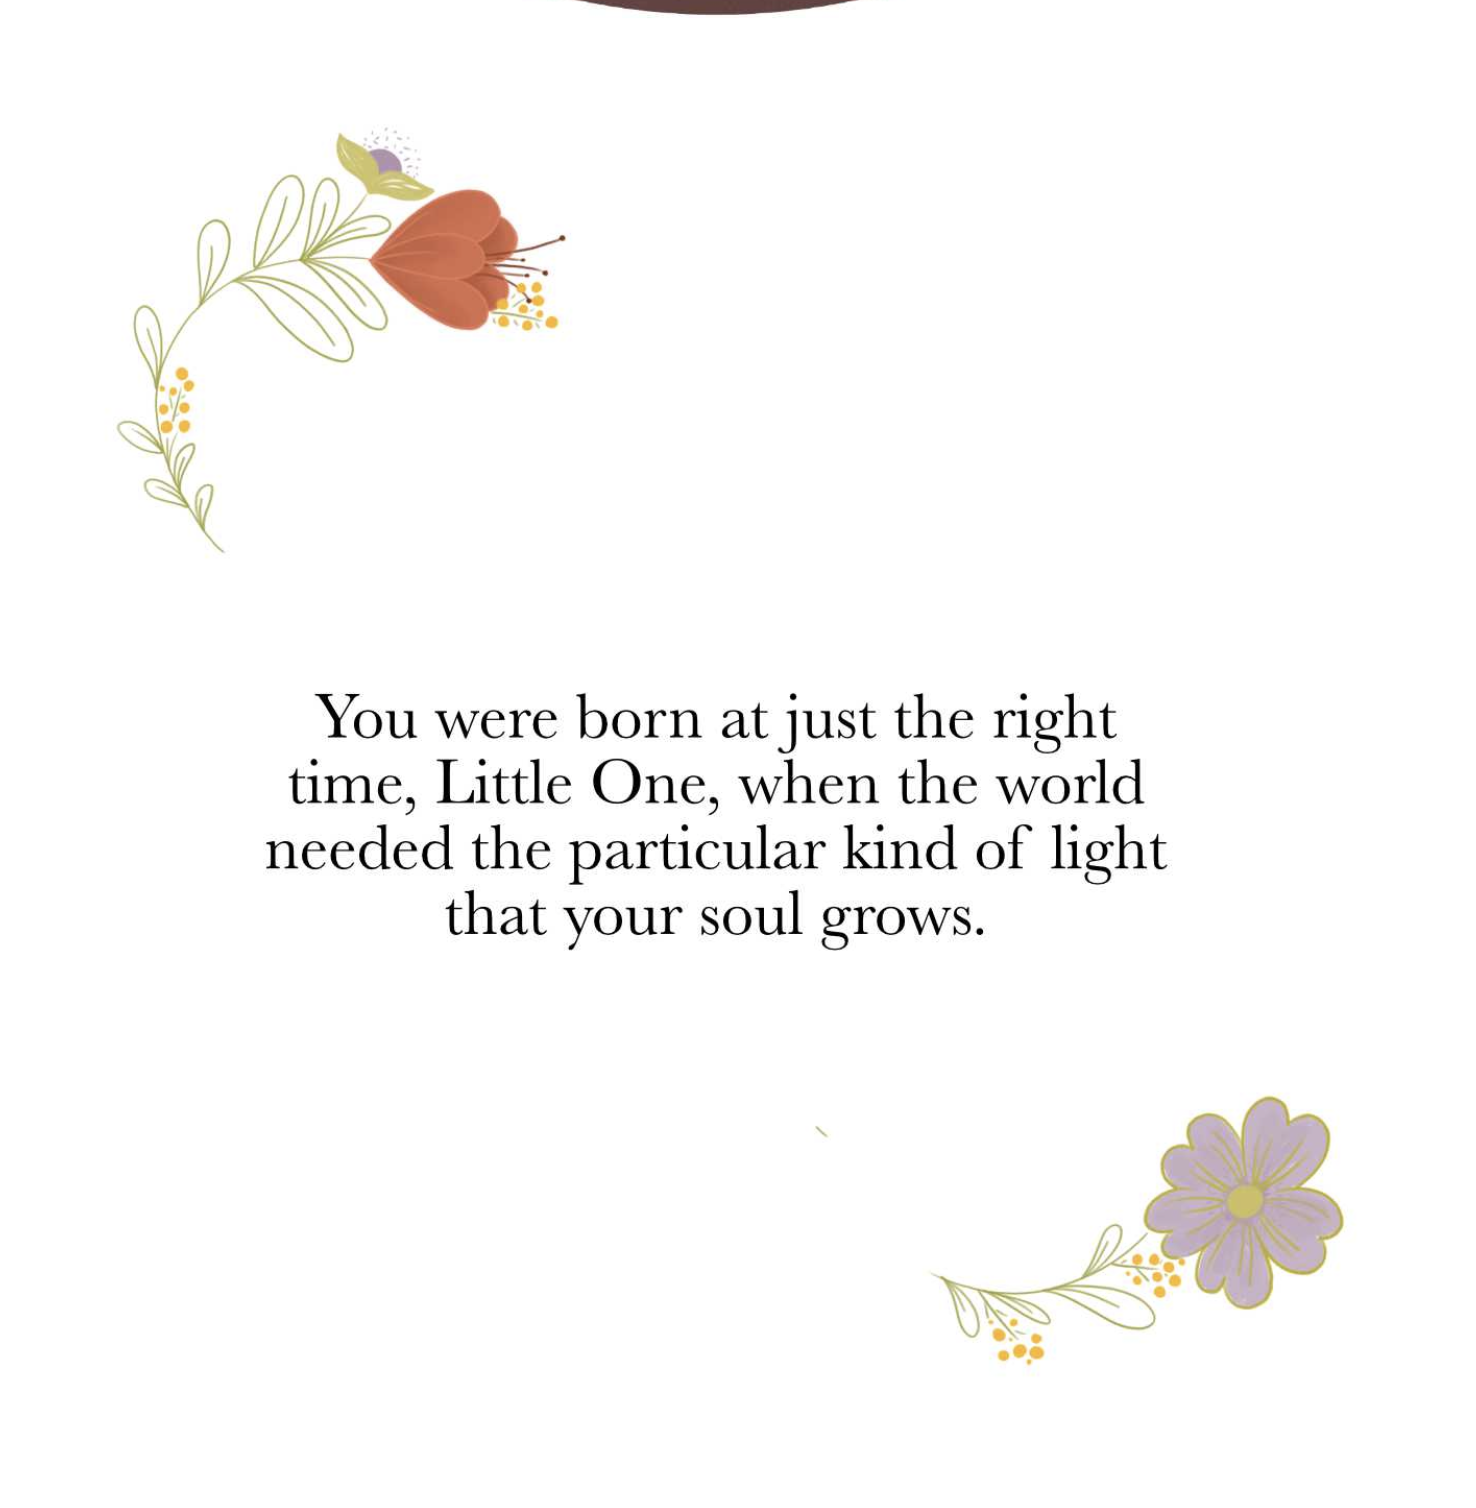 You were born at just the right
time, Little One, when the world
needed the particular kind of light
that your soul grows.